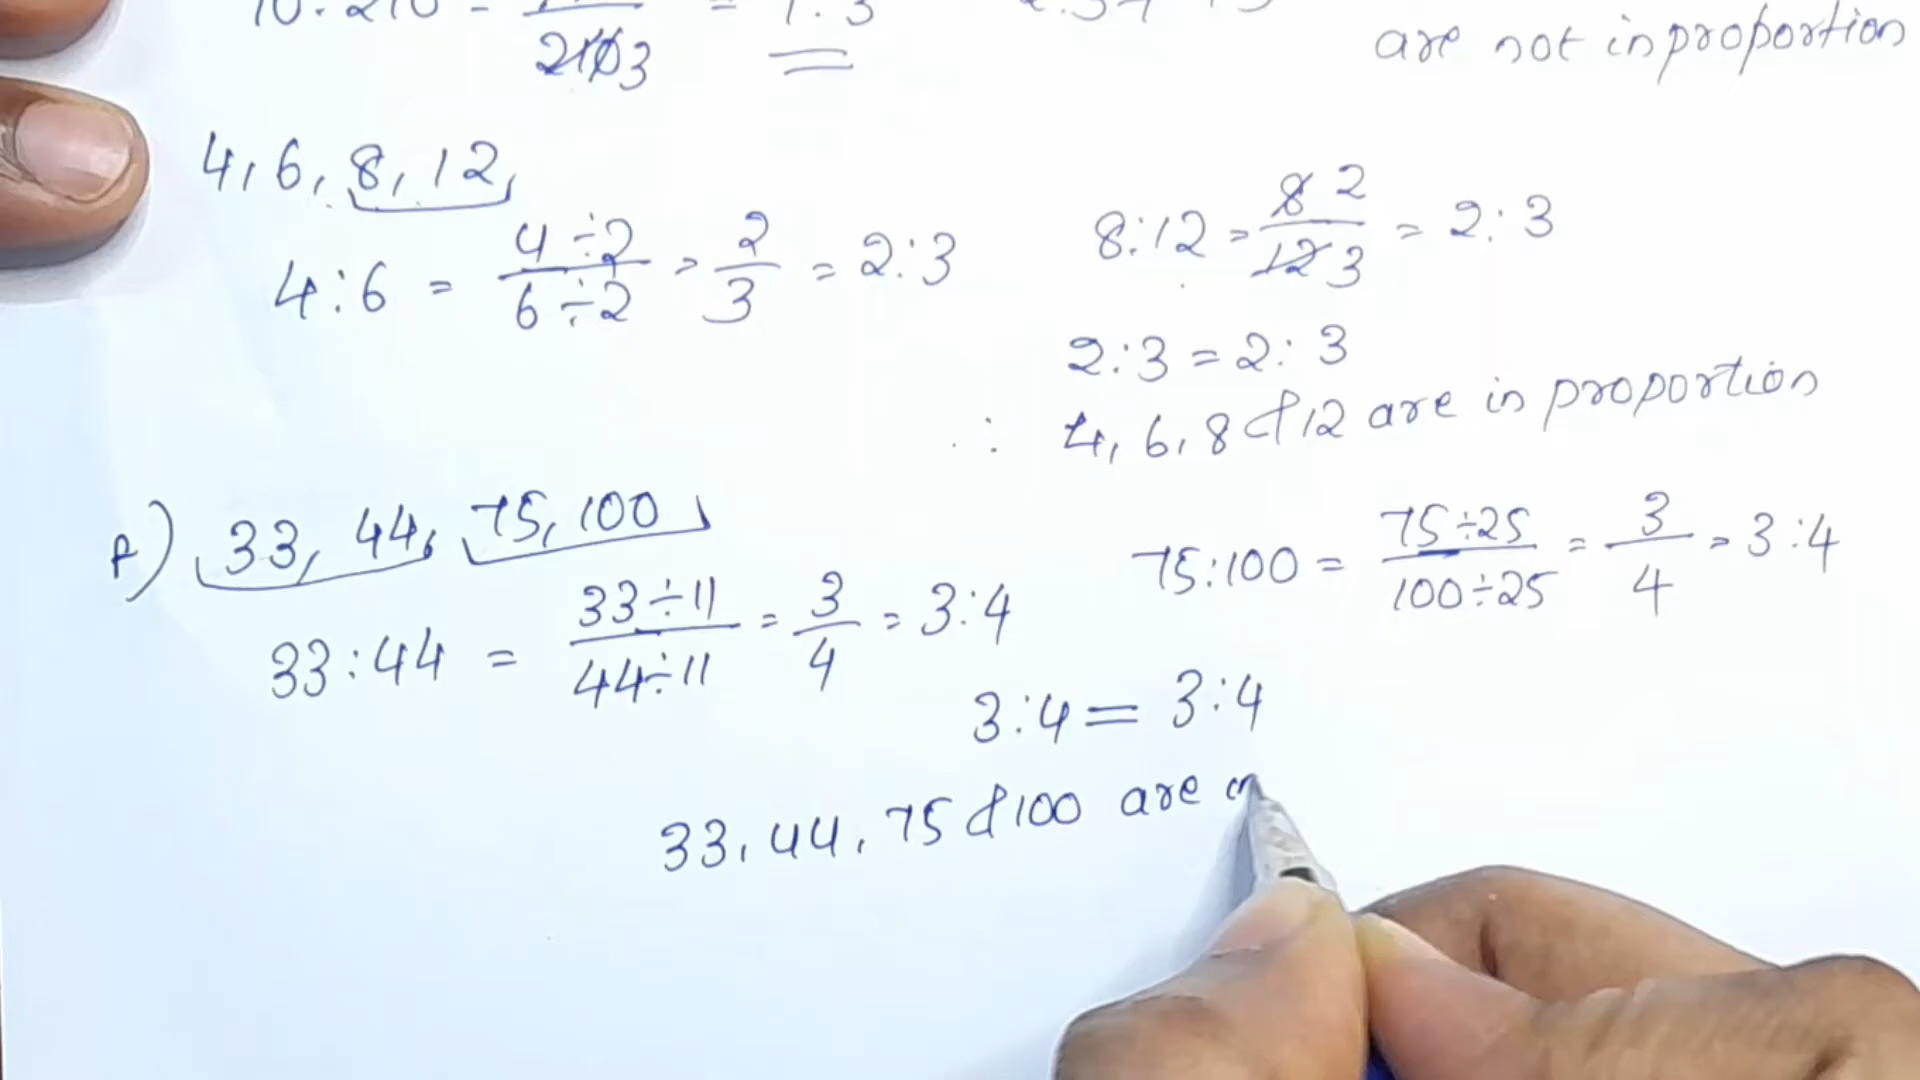 210 3
are not in proportion
4, 6, 8, 12,
4:6 = 4÷2 / 6÷2 = 2/3 = 2:3
8:12 = 8 2 / 12 3 = 2:3
2:3 = 2:3
∴ 4, 6, 8 & 12 are in proportion
f) 33, 44, 75, 100
33:44 = 33÷11 / 44÷11 = 3/4 = 3:4
75:100 = 75÷25 / 100÷25 = 3/4 = 3:4
3:4 = 3:4
33, 44, 75 & 100 are